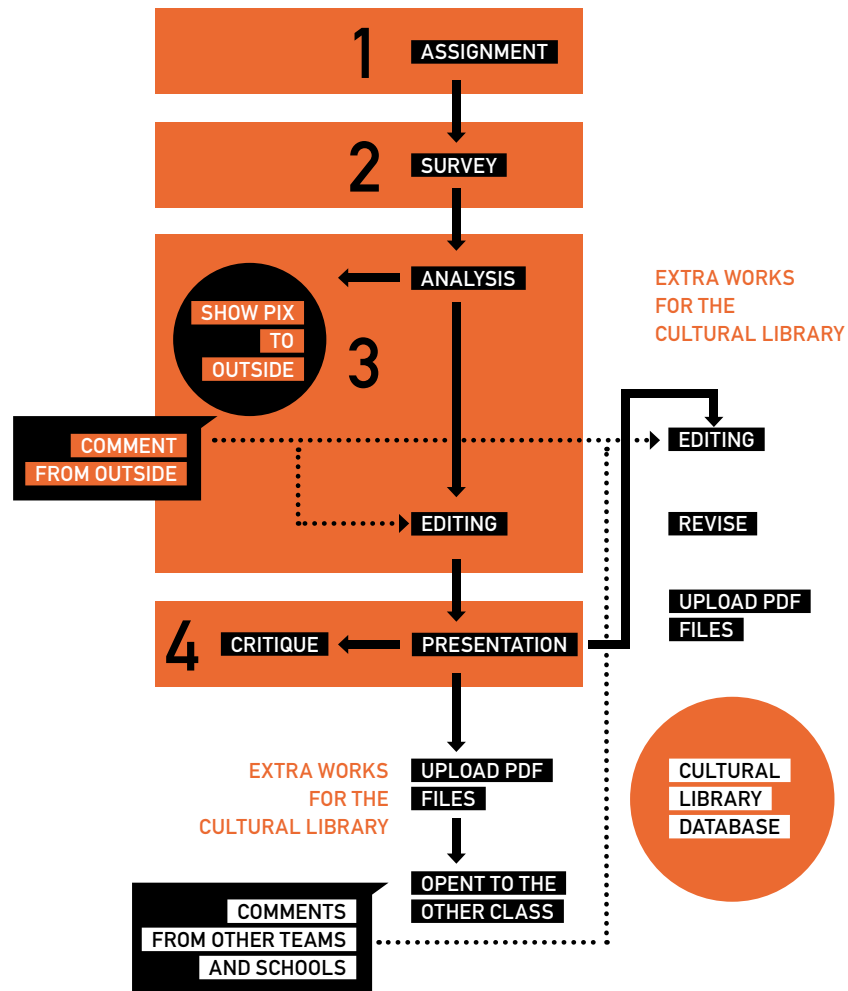 1
ASSIGNMENT
2
SURVEY
ANALYSIS
SHOW PIX
TO
OUTSIDE
3
COMMENT
FROM OUTSIDE
EDITING
4
CRITIQUE
PRESENTATION
EXTRA WORKS
FOR THE
CULTURAL LIBRARY
UPLOAD PDF
FILES
OPENT TO THE
OTHER CLASS
COMMENTS
FROM OTHER TEAMS
AND SCHOOLS
EXTRA WORKS
FOR THE
CULTURAL LIBRARY
EDITING
REVISE
UPLOAD PDF
FILES
CULTURAL
LIBRARY
DATABASE